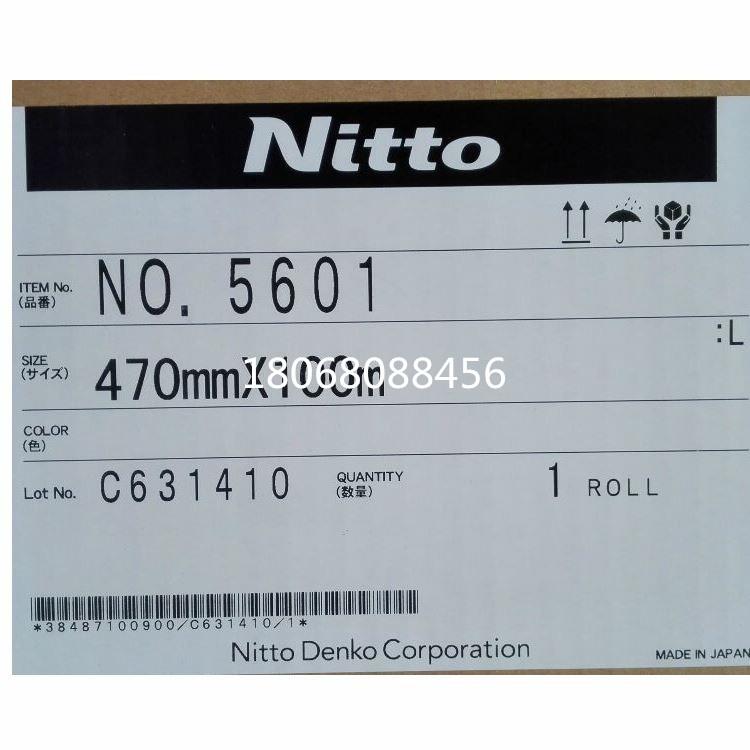 Nitto
ITEM No.
(品番)
NO. 5601
:L
SIZE
(サイズ)
470mmX100m
18068088456
COLOR
(色)
Lot No.
C631410
QUANTITY
(数量)
1 ROLL
*38487100900/C631410/1*
Nitto Denko Corporation
MADE IN JAPAN